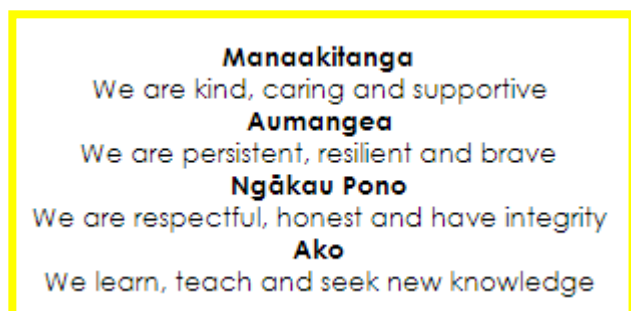 Manaakitanga
We are kind, caring and supportive
Aumangea
We are persistent, resilient and brave
Ngākau Pono
We are respectful, honest and have integrity
Ako
We learn, teach and seek new knowledge